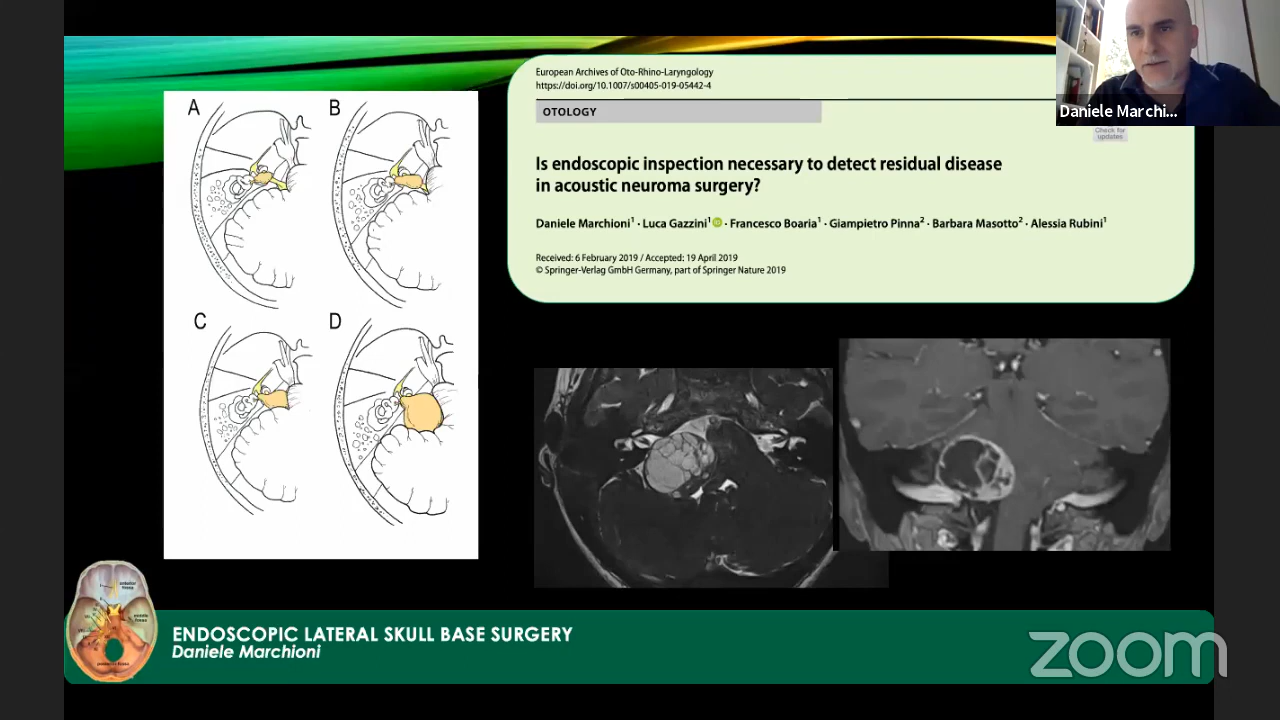 A
B
C
D
European Archives of Oto-Rhino-Laryngology
https://doi.org/10.1007/s00405-019-05442-4
OTOLOGY
Check for
updates
Is endoscopic inspection necessary to detect residual disease
in acoustic neuroma surgery?
Daniele Marchioni1 · Luca Gazzini1 · Francesco Boaria1 · Giampietro Pinna2 · Barbara Masotto2 · Alessia Rubini1
Received: 6 February 2019 / Accepted: 19 April 2019
© Springer-Verlag GmbH Germany, part of Springer Nature 2019
Daniele Marchi...
ENDOSCOPIC LATERAL SKULL BASE SURGERY
Daniele Marchioni
zoom